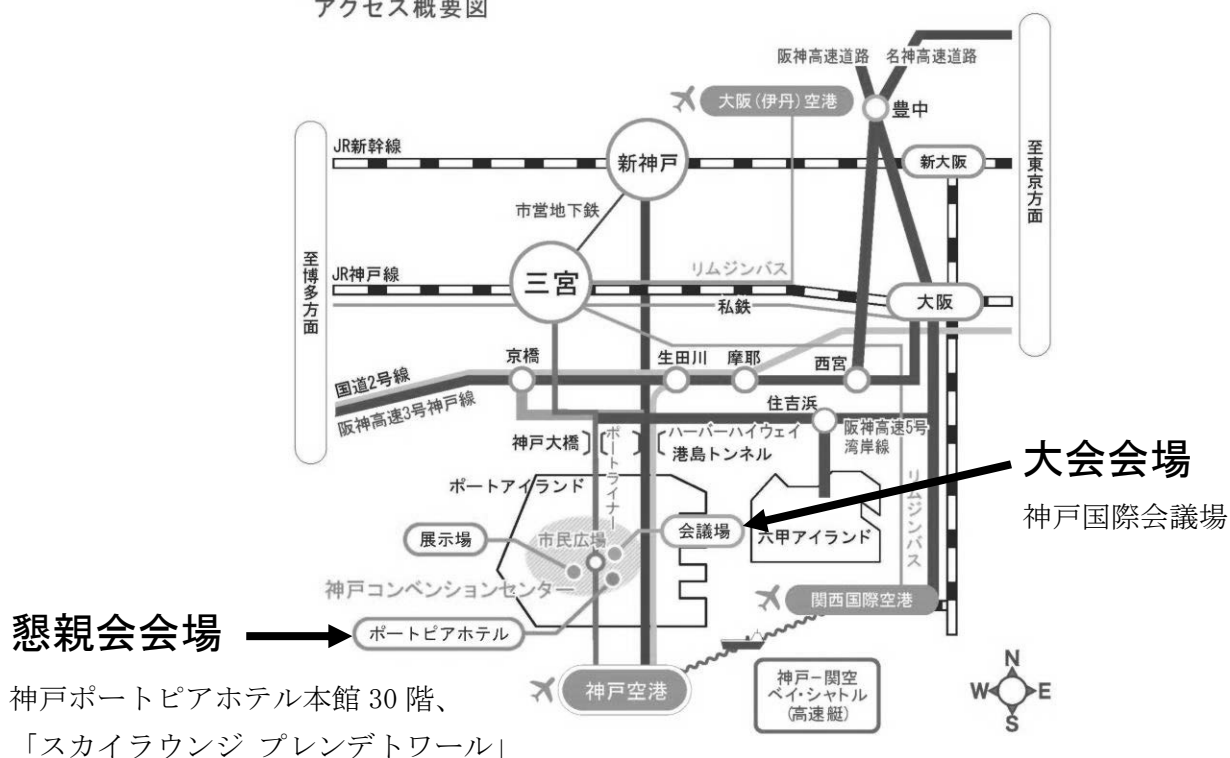 アクセス概要図
阪神高速道路 名神高速道路
大阪(伊丹)空港
豊中
JR新幹線
新神戸
新大阪
至東京方面
市営地下鉄
至博多方面
JR神戸線
三宮
リムジンバス
私鉄
大阪
京橋
生田川
摩耶
西宮
国道2号線
阪神高速3号神戸線
住吉浜
神戸大橋
ポートライナー
ハーバーハイウェイ
港島トンネル
阪神高速5号
湾岸線
リムジンバス
大会会場
神戸国際会議場
ポートアイランド
展示場
市民広場
会議場
六甲アイランド
神戸コンベンションセンター
関西国際空港
懇親会会場
ポートピアホテル
神戸ポートピアホテル本館 30 階、
「スカイラウンジ プレンデトワール」
神戸空港
神戸−関空
ベイ・シャトル
(高速艇)
N
W E
S